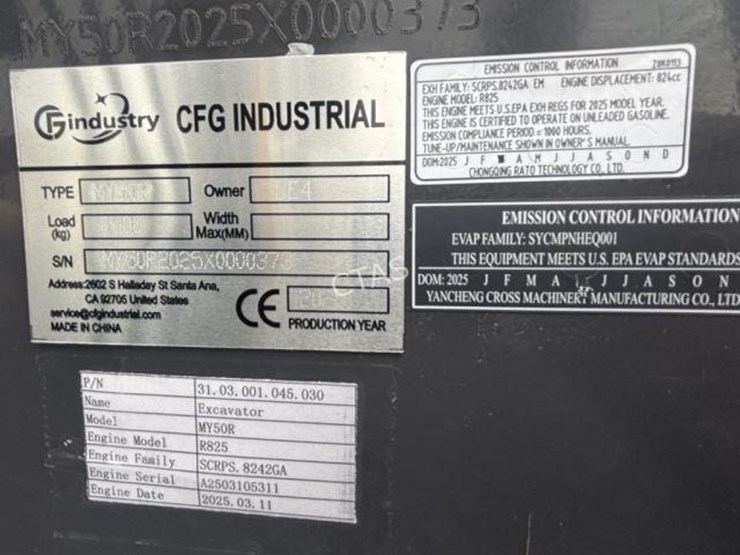 MY50R2025X0000373
CFindustry CFG INDUSTRIAL
TYPE MY50R Owner LE4
Load (kg) Width Max(MM)
S/N MY50R2025X0000373
Address:2602 S Halladay St Santa Ana,
CA 92705 United States
service@cfgindustrial.com
MADE IN CHINA
CE
PRODUCTION YEAR
CTAS
EMISSION CONTROL INFORMATION
EXH FAMILY: SCRPS.8242GA EM ENGINE DISPLACEMENT: 824cc
ENGINE MODEL: R825
THIS ENGINE MEETS U.S.EPA EXH REGS FOR 2025 MODEL YEAR.
THIS ENGINE IS CERTIFIED TO OPERATE ON UNLEADED GASOLINE.
EMISSION COMPLIANCE PERIOD = 1000 HOURS.
TUNE-UP/MAINTENANCE SHOWN IN OWNER'S MANUAL.
DOM:2025 J F A M J J A S O N D
CHONGQING RATO TECHNOLOGY CO., LTD.
EMISSION CONTROL INFORMATION
EVAP FAMILY: SYCMPNHEQ001
THIS EQUIPMENT MEETS U.S. EPA EVAP STANDARDS
DOM: 2025 J F M A J J A S O N
YANCHENG CROSS MACHINERY MANUFACTURING CO., LTD
P/N 31.03.001.045.030
Name Excavator
Model MY50R
Engine Model R825
Engine Family SCRPS.8242GA
Engine Serial A2503105311
Engine Date 2025.03.11